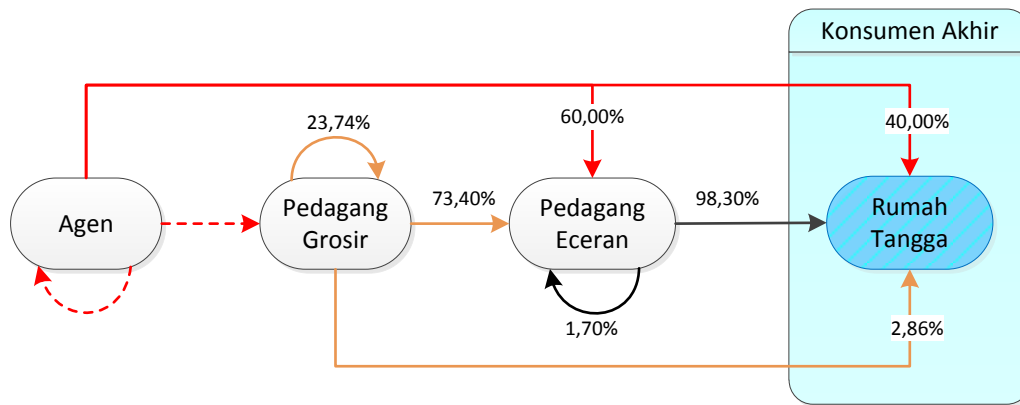 Konsumen Akhir
23,74%
60,00%
40,00%
Agen
Pedagang
Grosir
73,40%
Pedagang
Eceran
98,30%
Rumah
Tangga
1,70%
2,86%